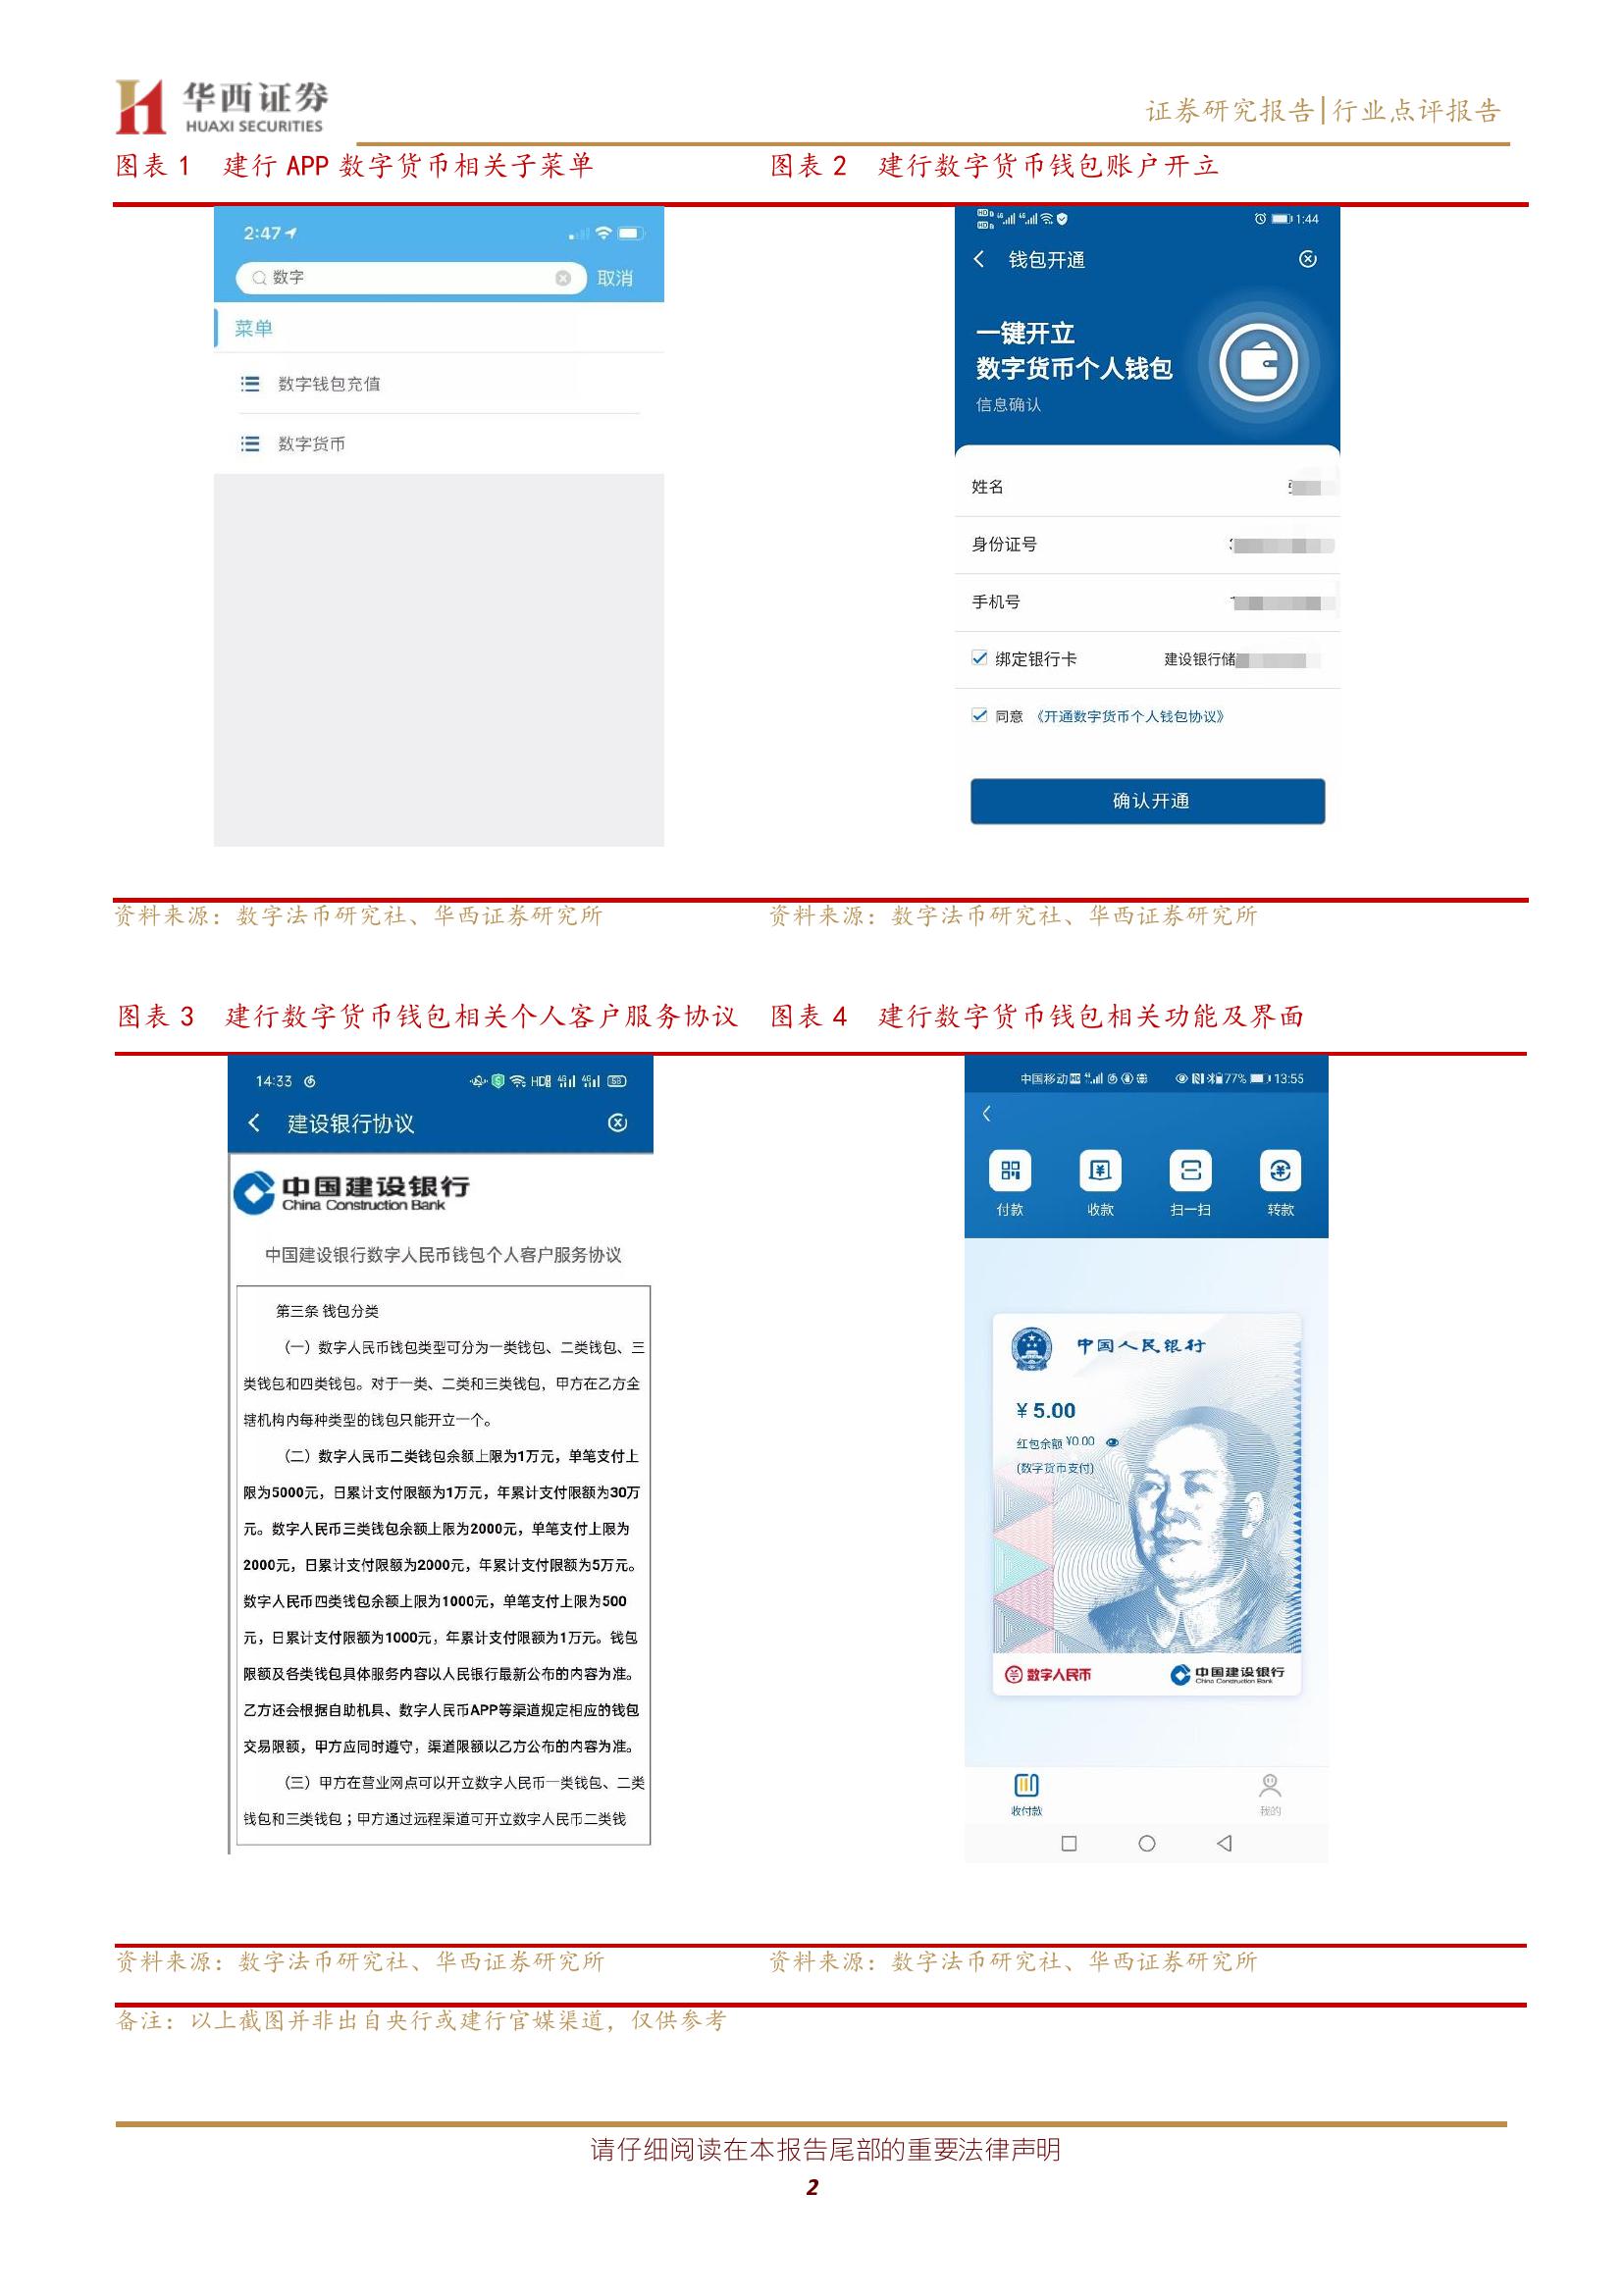 华西证券
HUAXI SECURITIES
证券研究报告|行业点评报告
图表 1 建行 APP 数字货币相关子菜单
图表 2 建行数字货币钱包账户开立
2:47
数字
取消
菜单
数字钱包充值
数字货币
1:44
钱包开通
一键开立
数字货币个人钱包
信息确认
姓名
身份证号
手机号
绑定银行卡 建设银行储
同意 《开通数字货币个人钱包协议》
确认开通
资料来源：数字法币研究社、华西证券研究所
资料来源：数字法币研究社、华西证券研究所
图表 3 建行数字货币钱包相关个人客户服务协议
图表 4 建行数字货币钱包相关功能及界面
14:33
建设银行协议
中国建设银行
China Construction Bank
中国建设银行数字人民币钱包个人客户服务协议
第三条 钱包分类
（一）数字人民币钱包类型可分为一类钱包、二类钱包、三
类钱包和四类钱包。对于一类、二类和三类钱包，甲方在乙方全
辖机构内每种类型的钱包只能开立一个。
（二）数字人民币二类钱包余额上限为1万元，单笔支付上
限为5000元，日累计支付限额为1万元，年累计支付限额为30万
元。数字人民币三类钱包余额上限为2000元，单笔支付上限为
2000元，日累计支付限额为2000元，年累计支付限额为5万元。
数字人民币四类钱包余额上限为1000元，单笔支付上限为500
元，日累计支付限额为1000元，年累计支付限额为1万元。钱包
限额及各类钱包具体服务内容以人民银行最新公布的内容为准。
乙方还会根据自助机具、数字人民币APP等渠道规定相应的钱包
交易限额，甲方应同时遵守，渠道限额以乙方公布的内容为准。
（三）甲方在营业网点可以开立数字人民币一类钱包、二类
钱包和三类钱包；甲方通过远程渠道可开立数字人民币二类钱
中国移动 77% 13:55
付款 收款 扫一扫 转款
中国人民银行
¥ 5.00
红包余额 ¥0.00
(数字货币支付)
数字人民币
中国建设银行
China Construction Bank
收付款
我的
资料来源：数字法币研究社、华西证券研究所
资料来源：数字法币研究社、华西证券研究所
备注：以上截图并非出自央行或建行官媒渠道，仅供参考
请仔细阅读在本报告尾部的重要法律声明
2